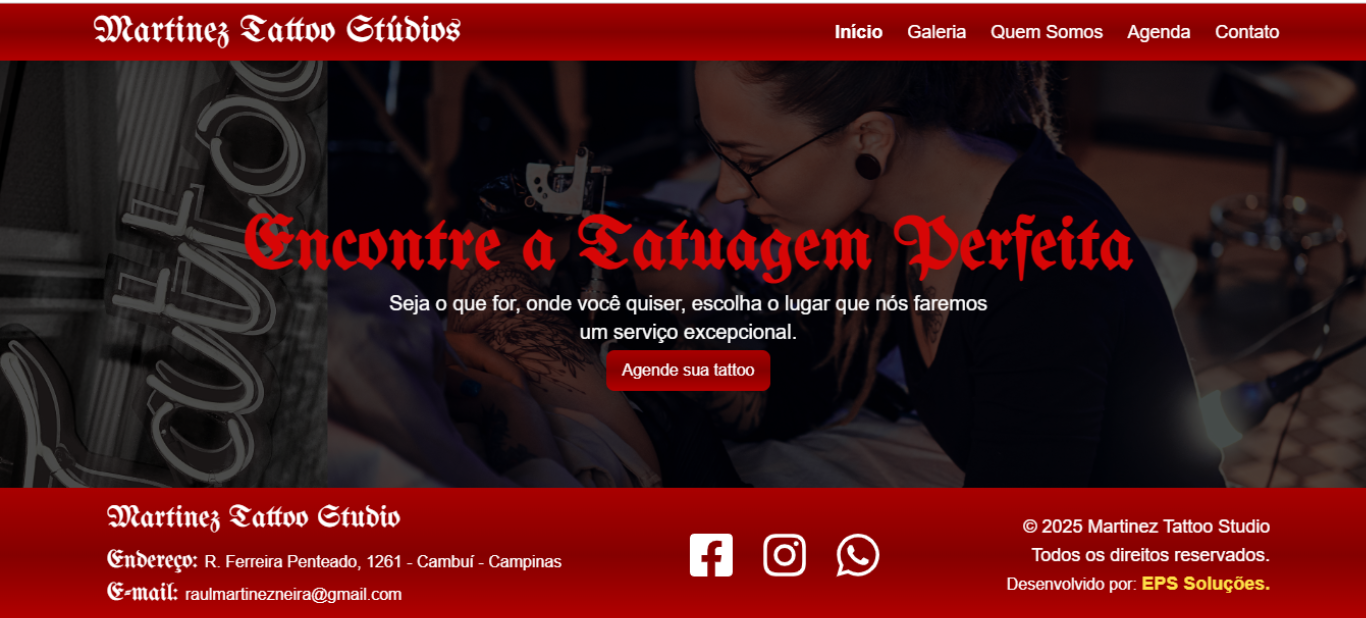 Martinez Tattoo Stúdios
Início Galeria Quem Somos Agenda Contato
Tattoo
Encontre a Tatuagem Perfeita
Seja o que for, onde você quiser, escolha o lugar que nós faremos
um serviço excepcional.
Agende sua tattoo
Martinez Tattoo Studio
Endereço: R. Ferreira Penteado, 1261 - Cambuí - Campinas
E-mail: raulmartinezneira@gmail.com
© 2025 Martinez Tattoo Studio
Todos os direitos reservados.
Desenvolvido por: EPS Soluções.